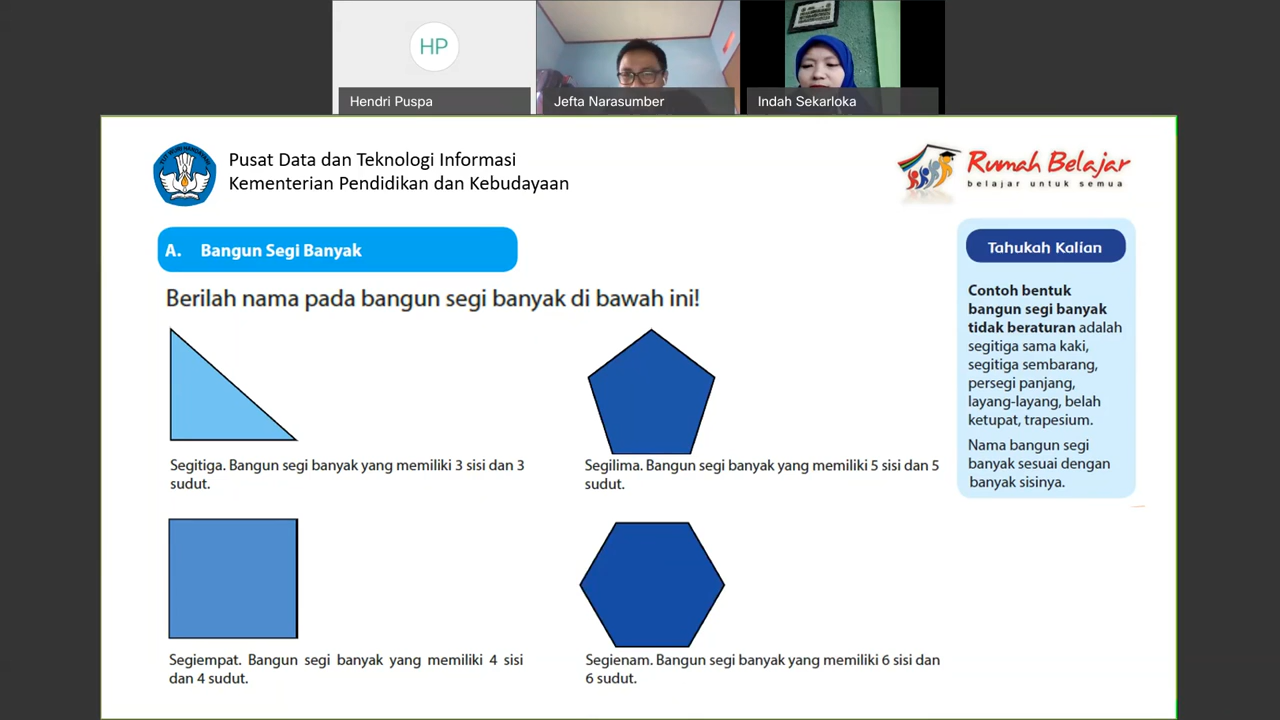 HP
Hendri Puspa
Jefta Narasumber
Indah Sekarloka
Pusat Data dan Teknologi Informasi
Kementerian Pendidikan dan Kebudayaan
Rumah Belajar
belajar untuk semua
A. Bangun Segi Banyak
Berilah nama pada bangun segi banyak di bawah ini!
Segitiga. Bangun segi banyak yang memiliki 3 sisi dan 3
sudut.
Segilima. Bangun segi banyak yang memiliki 5 sisi dan 5
sudut.
Segiempat. Bangun segi banyak yang memiliki 4 sisi
dan 4 sudut.
Segienam. Bangun segi banyak yang memiliki 6 sisi dan
6 sudut.
Tahukah Kalian
Contoh bentuk
bangun segi banyak
tidak beraturan adalah
segitiga sama kaki,
segitiga sembarang,
persegi panjang,
layang-layang, belah
ketupat, trapesium.
Nama bangun segi
banyak sesuai dengan
banyak sisinya.